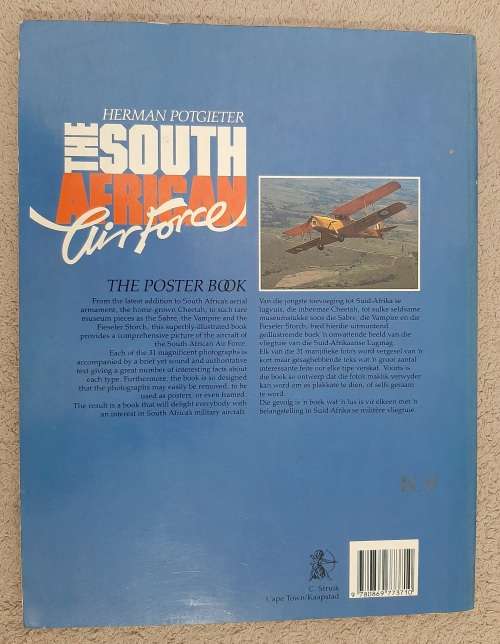 HERMAN POTGIETER
THE SOUTH
AFRICAN
Air Force
THE POSTER BOOK
From the latest addition to South Africa's aerial
armament, the home-grown Cheetah, to such rare
museum pieces as the Sabre, the Vampire and the
Fieseler Storch, this superbly-illustrated book
provides a comprehensive picture of the aircraft of
the South African Air Force.
Each of the 31 magnificent photographs is
accompanied by a brief yet sound and authoritative
text giving a great number of interesting facts about
each type. Furthermore, the book is so designed
that the photographs may easily be removed, to be
used as posters, or even framed.
The result is a book that will delight everybody with
an interest in South Africa's military aircraft.
Van die jongste toevoeging tot Suid-Afrika se
lugvuis, die inheemse Cheetah, tot sulke seldsame
museumstukke soos die Sabre, die Vampire en die
Fieseler Storch, bied hierdie uitmuntend
geïllustreerde boek 'n omvattende beeld van die
vliegtuie van die Suid-Afrikaanse Lugmag.
Elk van die 31 manjifieke foto's word vergesel van 'n
kort maar gesaghebbende teks wat 'n groot aantal
interessante feite oor elke tipe verskaf. Voorts is
die boek so ontwerp dat die foto's maklik verwyder
kan word om as plakkate te dien, of selfs geraam
te word.
Die gevolg is 'n boek wat 'n lus is vir elkeen met 'n
belangstelling in Suid-Afrika se militêre vliegtuie.
C. Struik
Cape Town/Kaapstad
9 780869 773710